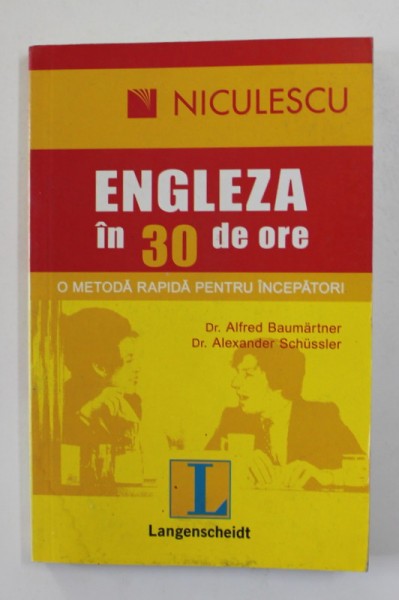 NICULESCU
ENGLEZA
în 30 de ore
O METODĂ RAPIDĂ PENTRU ÎNCEPĂTORI
Dr. Alfred Baumärtner
Dr. Alexander Schüssler
L
Langenscheidt